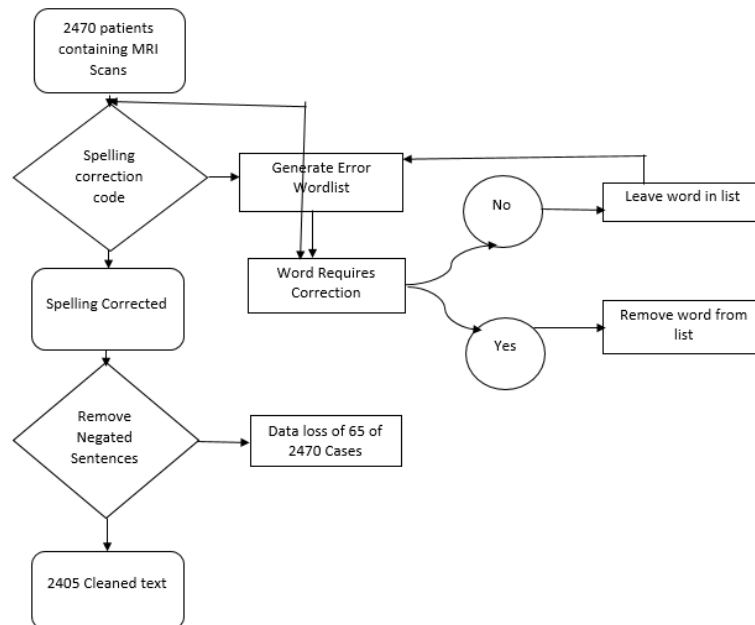 2470 patients
containing MRI
Scans
Spelling
correction
code
Generate Error
Wordlist
No
Leave word in list
Word Requires
Correction
Spelling Corrected
Yes
Remove word from
list
Remove
Negated
Sentences
Data loss of 65 of
2470 Cases
2405 Cleaned text